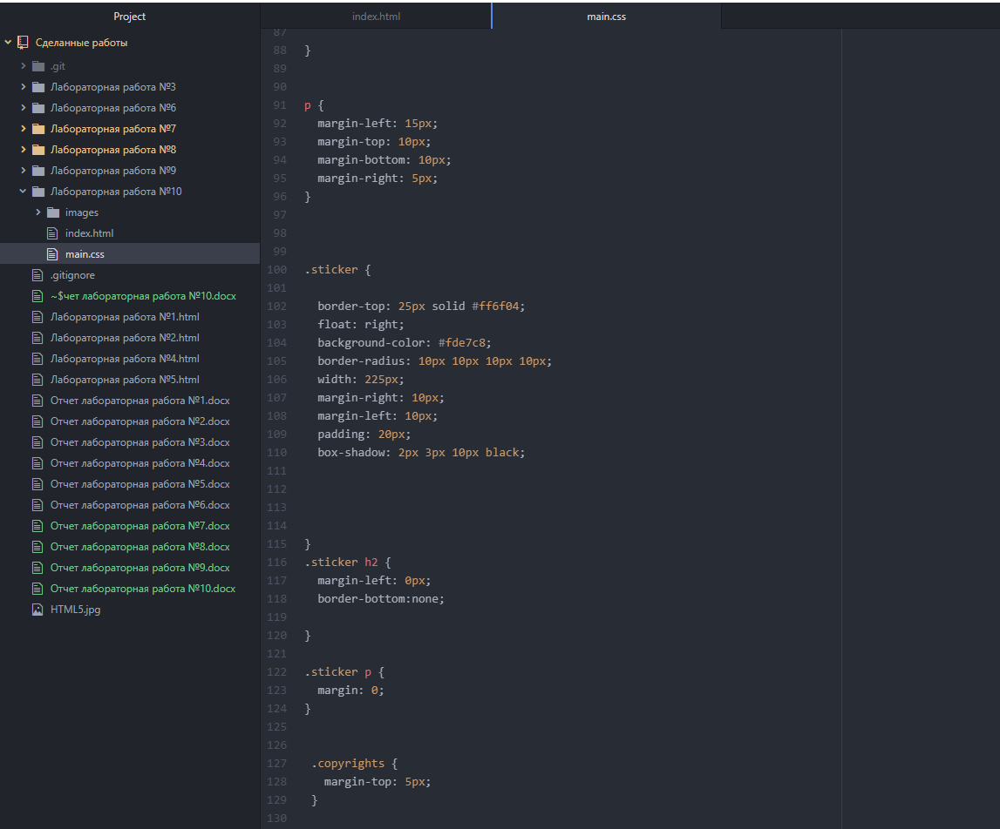 Project
Сделанные работы
.git
Лабораторная работа №3
Лабораторная работа №6
Лабораторная работа №7
Лабораторная работа №8
Лабораторная работа №9
Лабораторная работа №10
images
index.html
main.css
.gitignore
~$чет лабораторная работа №10.docx
Лабораторная работа №1.html
Лабораторная работа №2.html
Лабораторная работа №4.html
Лабораторная работа №5.html
Отчет лабораторная работа №1.docx
Отчет лабораторная работа №2.docx
Отчет лабораторная работа №3.docx
Отчет лабораторная работа №4.docx
Отчет лабораторная работа №5.docx
Отчет лабораторная работа №6.docx
Отчет лабораторная работа №7.docx
Отчет лабораторная работа №8.docx
Отчет лабораторная работа №9.docx
Отчет лабораторная работа №10.docx
HTML5.jpg
index.html main.css
87
88 }
89
90
91 p {
92 margin-left: 15px;
93 margin-top: 10px;
94 margin-bottom: 10px;
95 margin-right: 5px;
96 }
97
98
99
100 .sticker {
101
102 border-top: 25px solid #ff6f04;
103 float: right;
104 background-color: #fde7c8;
105 border-radius: 10px 10px 10px 10px;
106 width: 225px;
107 margin-right: 10px;
108 margin-left: 10px;
109 padding: 20px;
110 box-shadow: 2px 3px 10px black;
111
112
113
114
115 }
116 .sticker h2 {
117 margin-left: 0px;
118 border-bottom:none;
119
120 }
121
122 .sticker p {
123 margin: 0;
124 }
125
126
127 .copyrights {
128 margin-top: 5px;
129 }
130